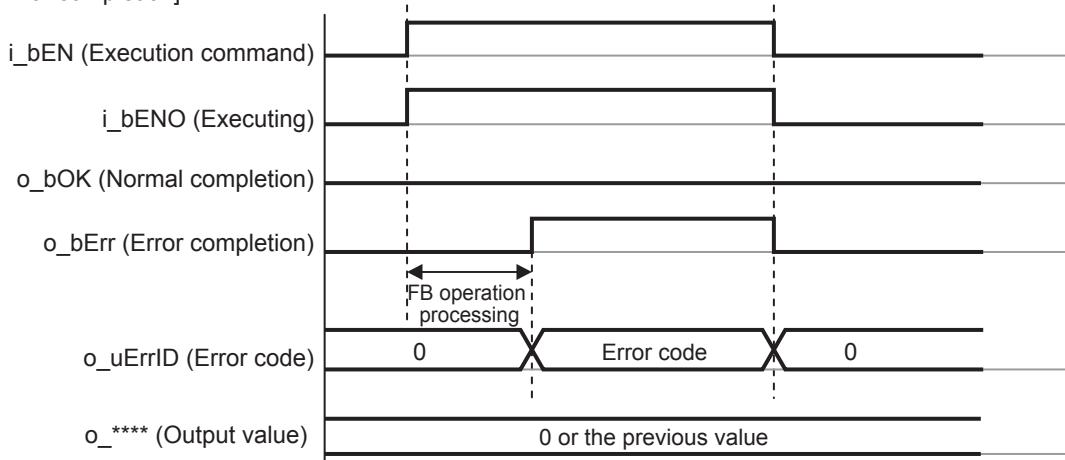 i_bEN (Execution command)
i_bENO (Executing)
o_bOK (Normal completion)
o_bErr (Error completion)
FB operation
processing
o_uErrID (Error code)
0
Error code
0
o_**** (Output value)
0 or the previous value